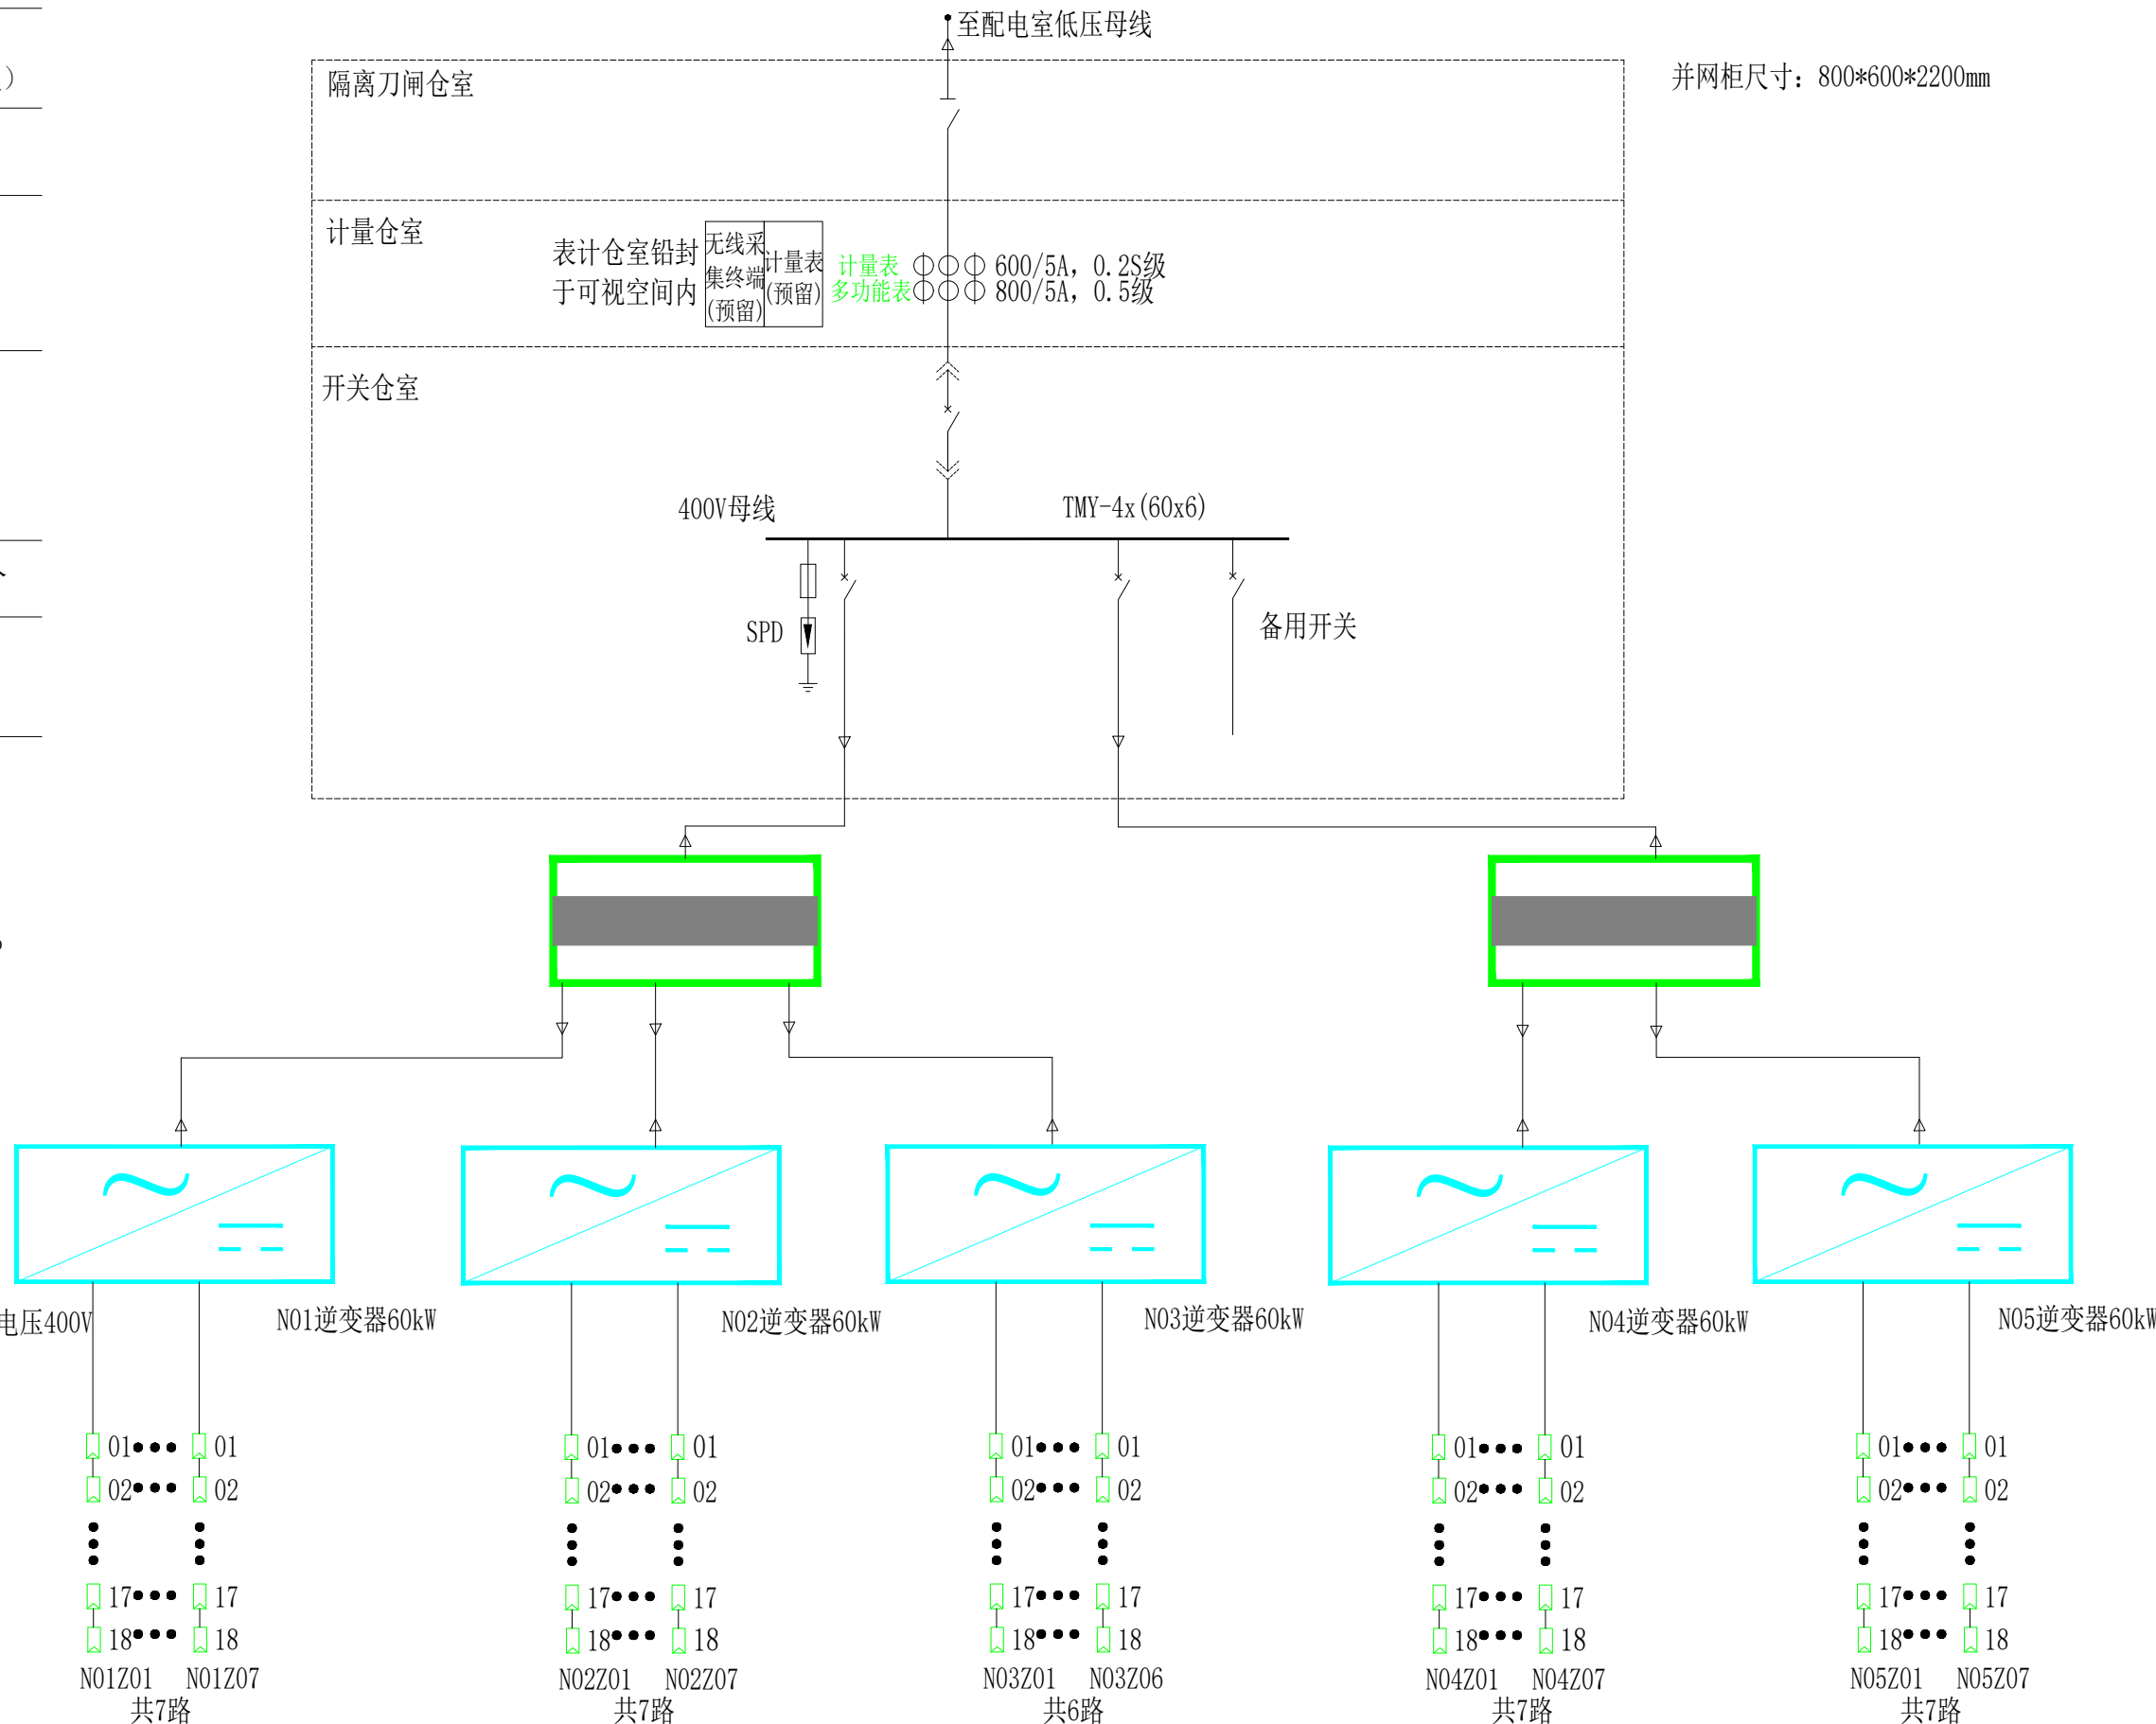 至配电室低压母线
隔离刀闸仓室
并网柜尺寸：800*600*2200mm
)
计量仓室
表计仓室铅封
于可视空间内
无线采
集终端
(预留)
计量表
(预留)
计量表
600/5A，0.2S级
多功能表
800/5A，0.5级
开关仓室
400V母线
TMY-4x(60x6)
SPD
备用开关
电压400V
N01逆变器60kW
N02逆变器60kW
N03逆变器60kW
N04逆变器60kW
N05逆变器60kW
01 01 01 01 01 01 01 01 01 01
02 02 02 02 02 02 02 02 02 02
17 17 17 17 17 17 17 17 17 17
18 18 18 18 18 18 18 18 18 18
N01Z01 N01Z07 N02Z01 N02Z07 N03Z01 N03Z06 N04Z01 N04Z07 N05Z01 N05Z07
共7路 共7路 共6路 共7路 共7路